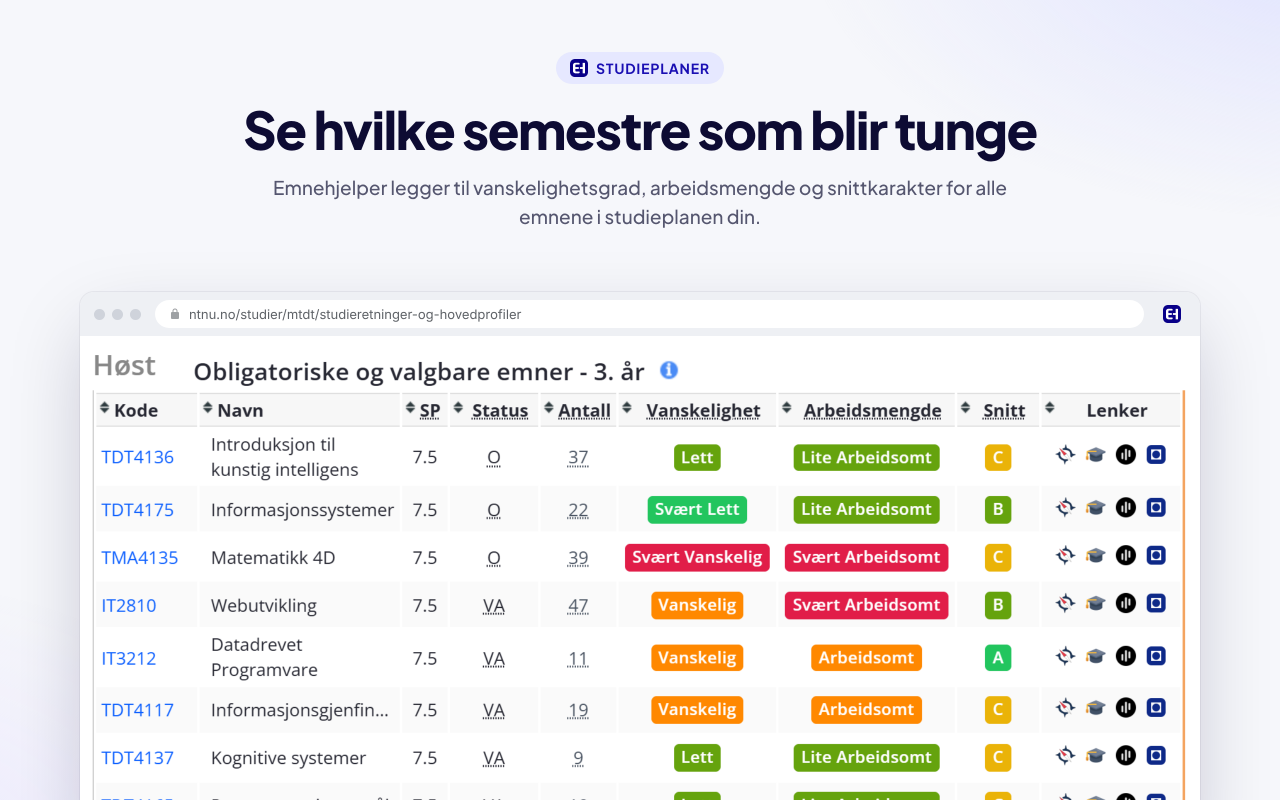 EH STUDIEPLANER
Se hvilke semestre som blir tunge
Emnehjelper legger til vanskelighetsgrad, arbeidsmengde og snittkarakter for alle
emnene i studieplanen din.
ntnu.no/studier/mtdt/studieretninger-og-hovedprofiler EH
Høst Obligatoriske og valgbare emner - 3. år i
Kode Navn SP Status Antall Vanskelighet Arbeidsmengde Snitt Lenker
TDT4136 Introduksjon til kunstig intelligens 7.5 O 37 Lett Lite Arbeidsomt C
TDT4175 Informasjonssystemer 7.5 O 22 Svært Lett Lite Arbeidsomt B
TMA4135 Matematikk 4D 7.5 O 39 Svært Vanskelig Svært Arbeidsomt C
IT2810 Webutvikling 7.5 VA 47 Vanskelig Svært Arbeidsomt B
IT3212 Datadrevet Programvare 7.5 VA 11 Vanskelig Arbeidsomt A
TDT4117 Informasjonsgjenfin... 7.5 VA 19 Vanskelig Arbeidsomt C
TDT4137 Kognitive systemer 7.5 VA 9 Lett Lite Arbeidsomt C